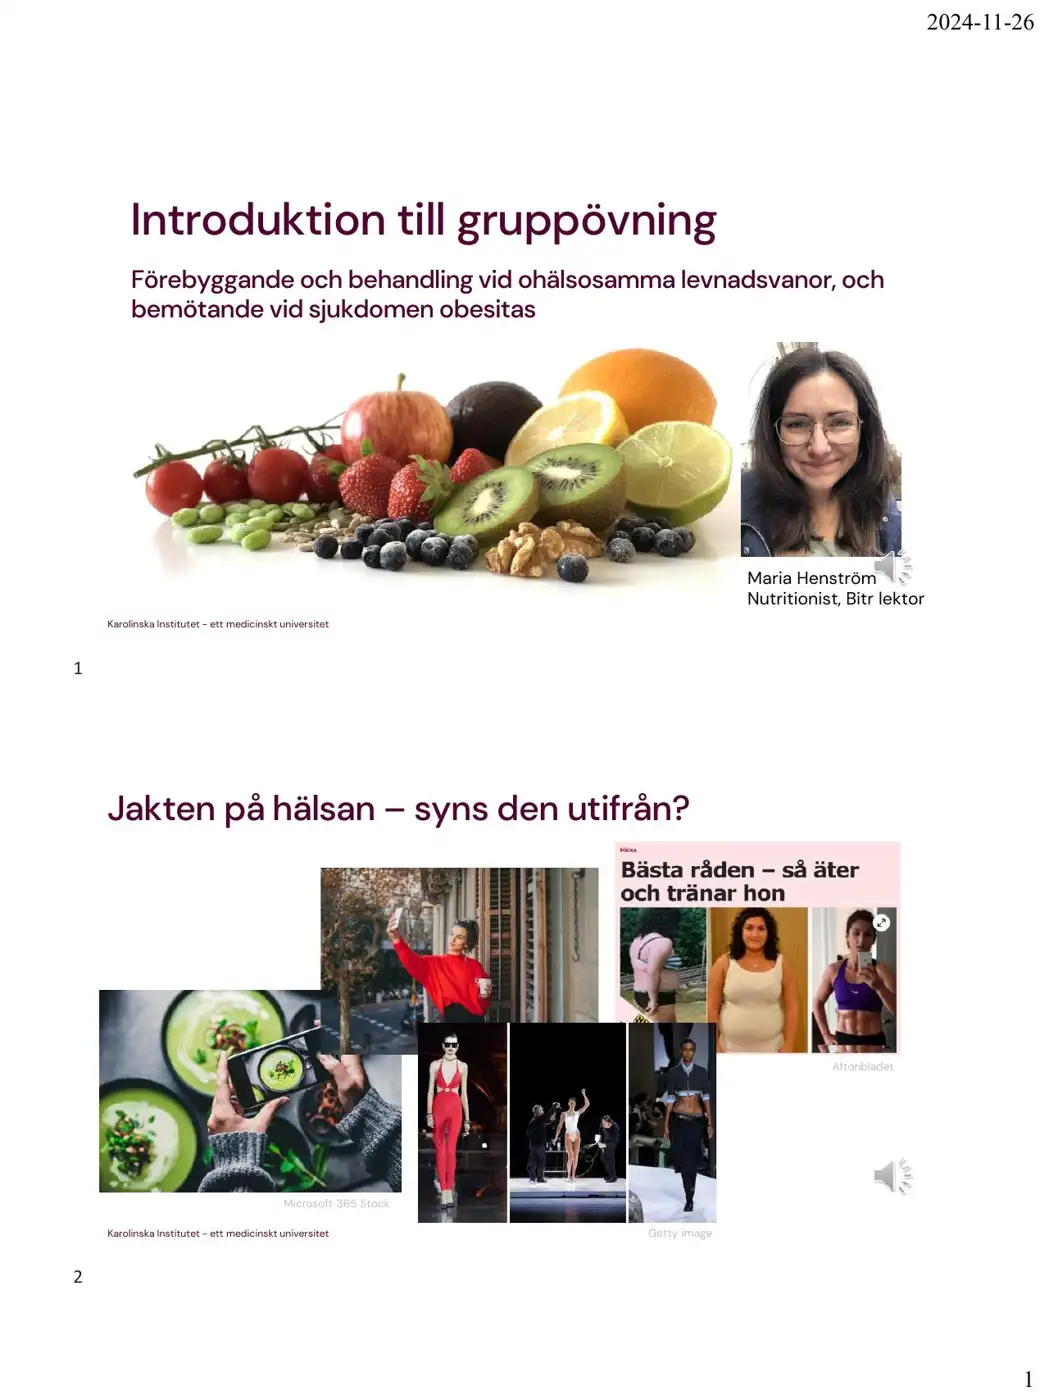 2024-11-26
Introduktion till gruppövning
Förebyggande och behandling vid ohälsosamma levnadsvanor, och
bemötande vid sjukdomen obesitas
Maria Henström
Nutritionist, Bitr lektor
Karolinska Institutet - ett medicinskt universitet
1
Jakten på hälsan – syns den utifrån?
Hälsa
Bästa råden – så äter
och tränar hon
Aftonbladet
Microsoft 365 Stock
Karolinska Institutet - ett medicinskt universitet
Getty image
2
1